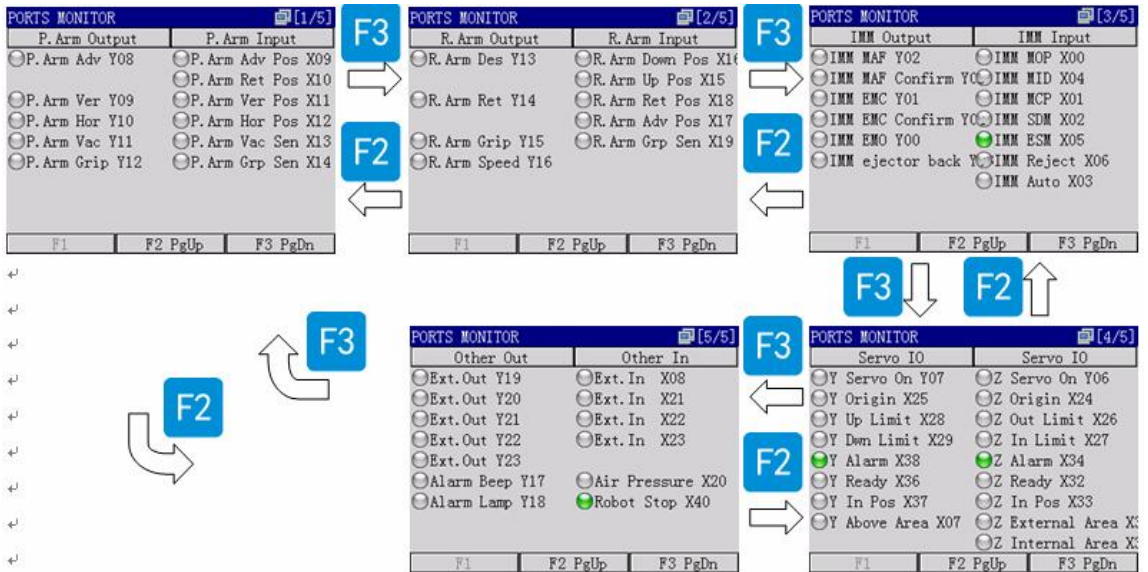 PORTS MONITOR [1/5]
P. Arm Output P. Arm Input
P. Arm Adv Y08 P. Arm Adv Pos X09
P. Arm Ret Pos X10
P. Arm Ver Y09 P. Arm Ver Pos X11
P. Arm Hor Y10 P. Arm Hor Pos X12
P. Arm Vac Y11 P. Arm Vac Sen X13
P. Arm Grip Y12 P. Arm Grp Sen X14
F1 F2 PgUp F3 PgDn
F3
F2
PORTS MONITOR [2/5]
R. Arm Output R. Arm Input
R. Arm Des Y13 R. Arm Down Pos X16
R. Arm Up Pos X15
R. Arm Ret Y14 R. Arm Ret Pos X18
R. Arm Adv Pos X17
R. Arm Grip Y15 R. Arm Grp Sen X19
R. Arm Speed Y16
F1 F2 PgUp F3 PgDn
F3
F2
PORTS MONITOR [3/5]
IMM Output IMM Input
IMM MAF Y02 IMM MOP X00
IMM MAF Confirm IMM MID X04
IMM EMC Y01 IMM MCP X01
IMM EMC Confirm IMM SDM X02
IMM EMO Y00 IMM ESM X05
IMM ejector back IMM Reject X06
IMM Auto X03
F1 F2 PgUp F3 PgDn
F3 F2
F3
F2
PORTS MONITOR [5/5]
Other Out Other In
Ext.Out Y19 Ext.In X08
Ext.Out Y20 Ext.In X21
Ext.Out Y21 Ext.In X22
Ext.Out Y22 Ext.In X23
Ext.Out Y23
Alarm Beep Y17 Air Pressure X20
Alarm Lamp Y18 Robot Stop X40
F1 F2 PgUp F3 PgDn
F3
F2
PORTS MONITOR [4/5]
Servo IO Servo IO
Y Servo On Y07 Z Servo On Y06
Y Origin X25 Z Origin X24
Y Up Limit X28 Z Out Limit X26
Y Dwn Limit X29 Z In Limit X27
Y Alarm X38 Z Alarm X34
Y Ready X36 Z Ready X32
Y In Pos X37 Z In Pos X33
Y Above Area X07 Z External Area
Z Internal Area
F1 F2 PgUp F3 PgDn